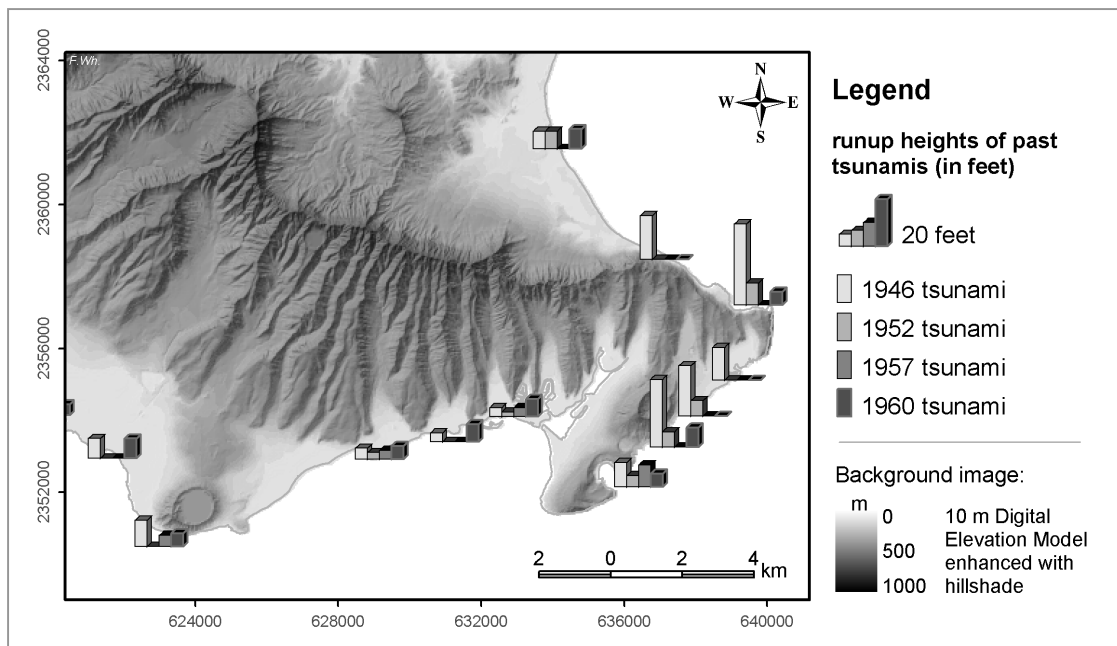 F.Wh.
N
W E
S
2364000
2360000
2356000
2352000
624000 628000 632000 636000 640000
2 0 2 4
km
Legend
runup heights of past
tsunamis (in feet)
20 feet
1946 tsunami
1952 tsunami
1957 tsunami
1960 tsunami
Background image:
m
0
500
1000
10 m Digital
Elevation Model
enhanced with
hillshade